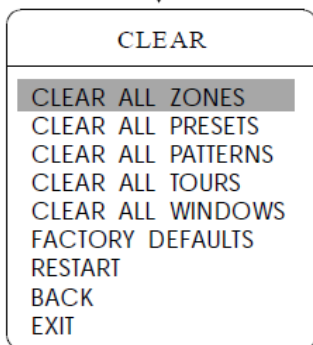 CLEAR
CLEAR ALL ZONES
CLEAR ALL PRESETS
CLEAR ALL PATTERNS
CLEAR ALL TOURS
CLEAR ALL WINDOWS
FACTORY DEFAULTS
RESTART
BACK
EXIT